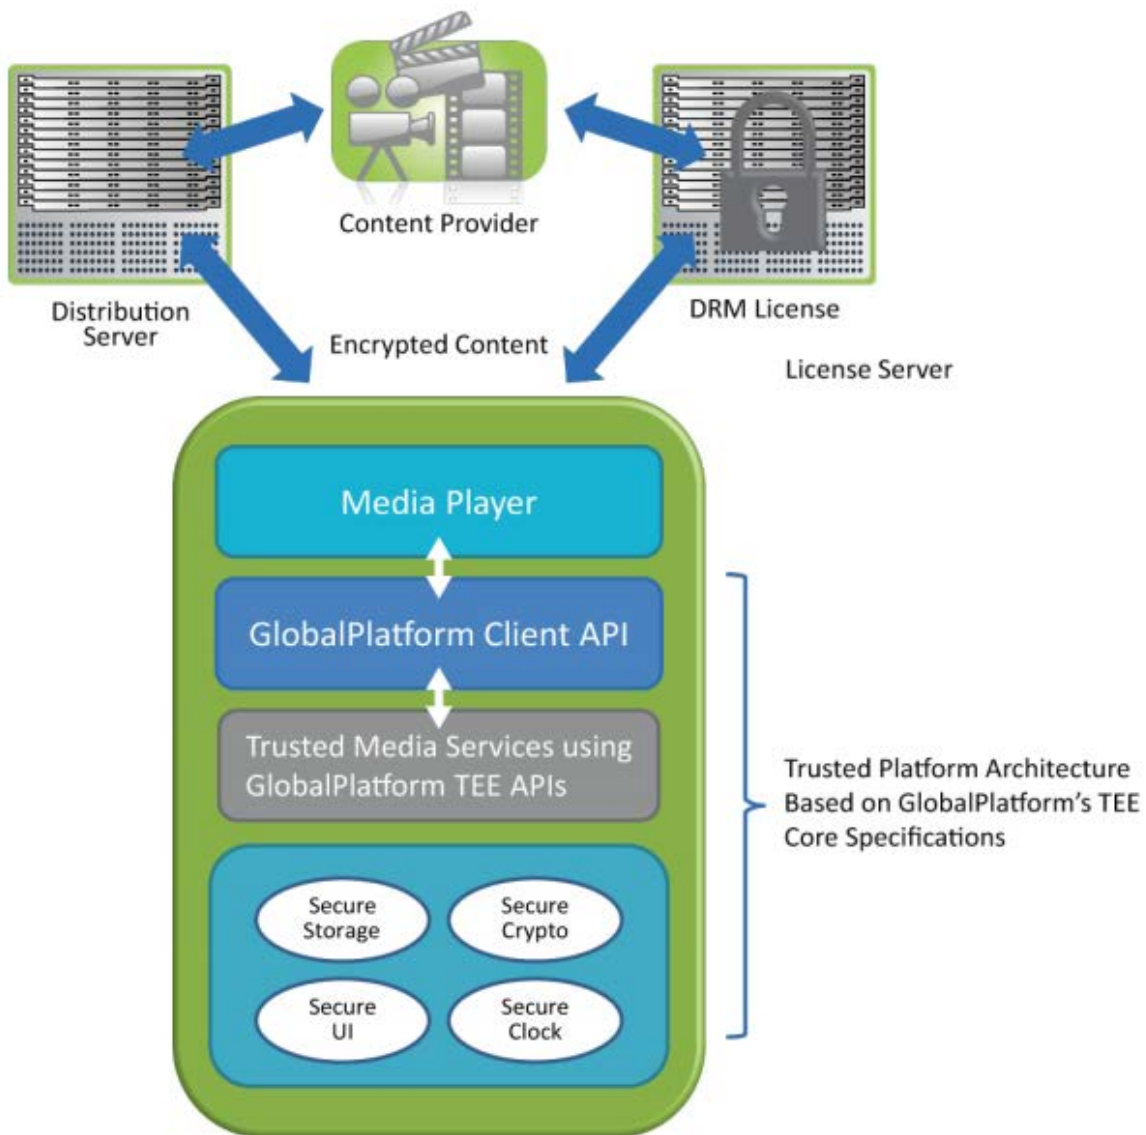 Content Provider
Distribution
Server
DRM License
Encrypted Content
License Server
Media Player
GlobalPlatform Client API
Trusted Media Services using
GlobalPlatform TEE APIs
Trusted Platform Architecture
Based on GlobalPlatform's TEE
Core Specifications
Secure
Storage
Secure
Crypto
Secure
UI
Secure
Clock